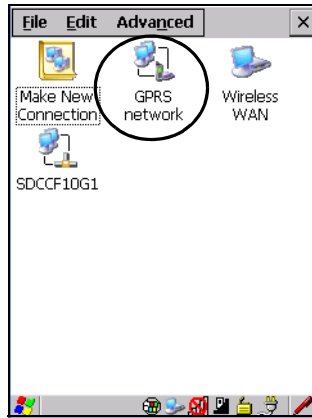 File Edit Advanced ×
Make New Connection
GPRS network
Wireless WAN
SDCCF10G1